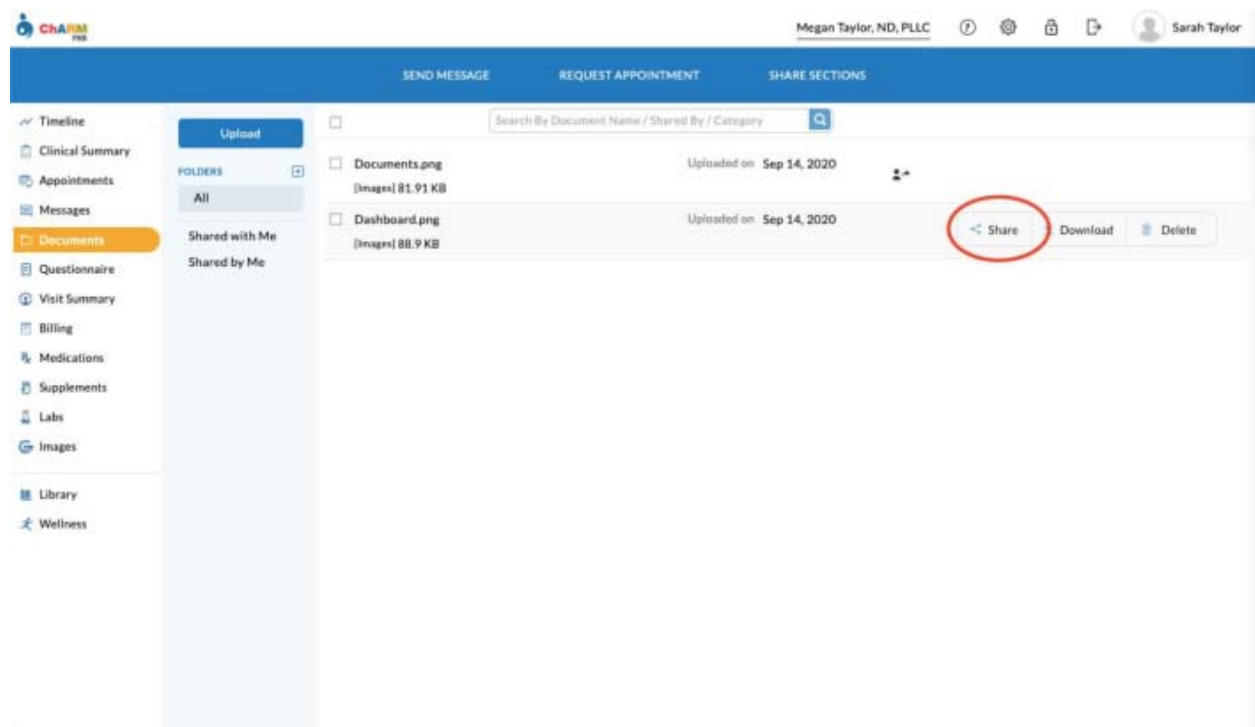 ChARM
PHR
Megan Taylor, ND, PLLC
Sarah Taylor
SEND MESSAGE REQUEST APPOINTMENT SHARE SECTIONS
Timeline
Clinical Summary
Appointments
Messages
Documents
Questionnaire
Visit Summary
Billing
Medications
Supplements
Labs
Images
Library
Wellness
Upload
FOLDERS
All
Shared with Me
Shared by Me
Search By Document Name / Shared By / Category
Documents.png Uploaded on Sep 14, 2020
[Images] 81.91 KB
Dashboard.png Uploaded on Sep 14, 2020
[Images] 88.9 KB
Share Download Delete